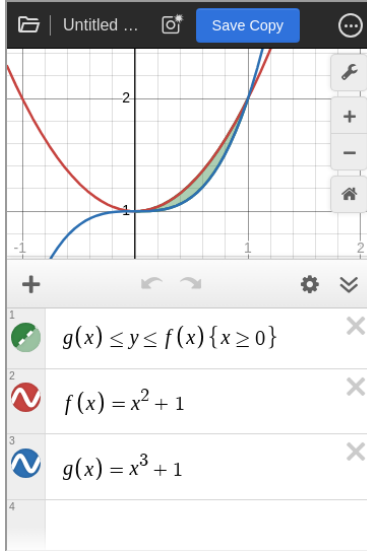 Untitled ...
Save Copy
2
1
-1
1
2
1
g(x) ≤ y ≤ f(x) {x ≥ 0}
2
f(x) = x² + 1
3
g(x) = x³ + 1
4